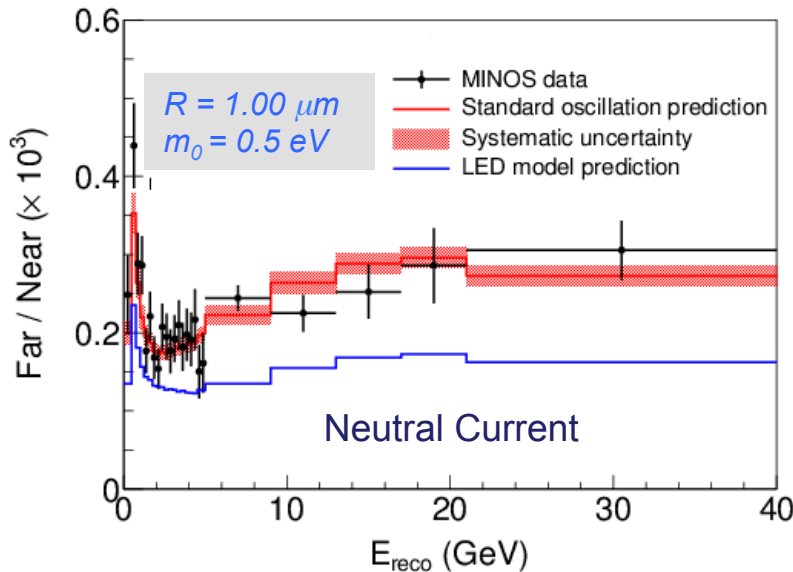 Far / Near (× 10³)
0.6
0.4
0.2
0
R = 1.00 μm
m₀ = 0.5 eV
MINOS data
Standard oscillation prediction
Systematic uncertainty
LED model prediction
Neutral Current
0 10 20 30 40
E_reco (GeV)